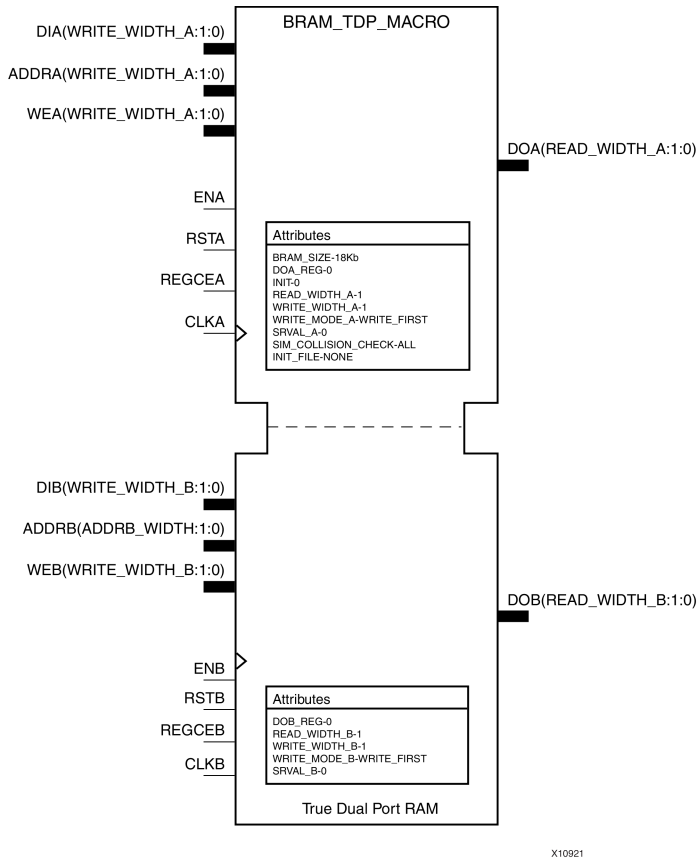 BRAM_TDP_MACRO
DIA(WRITE_WIDTH_A:1:0)
ADDRA(WRITE_WIDTH_A:1:0)
WEA(WRITE_WIDTH_A:1:0)
DOA(READ_WIDTH_A:1:0)
ENA
RSTA
REGCEA
CLKA
Attributes
BRAM_SIZE-18Kb
DOA_REG-0
INIT-0
READ_WIDTH_A-1
WRITE_WIDTH_A-1
WRITE_MODE_A-WRITE_FIRST
SRVAL_A-0
SIM_COLLISION_CHECK-ALL
INIT_FILE-NONE
DIB(WRITE_WIDTH_B:1:0)
ADDRB(ADDRB_WIDTH:1:0)
WEB(WRITE_WIDTH_B:1:0)
DOB(READ_WIDTH_B:1:0)
ENB
RSTB
REGCEB
CLKB
Attributes
DOB_REG-0
READ_WIDTH_B-1
WRITE_WIDTH_B-1
WRITE_MODE_B-WRITE_FIRST
SRVAL_B-0
True Dual Port RAM
X10921